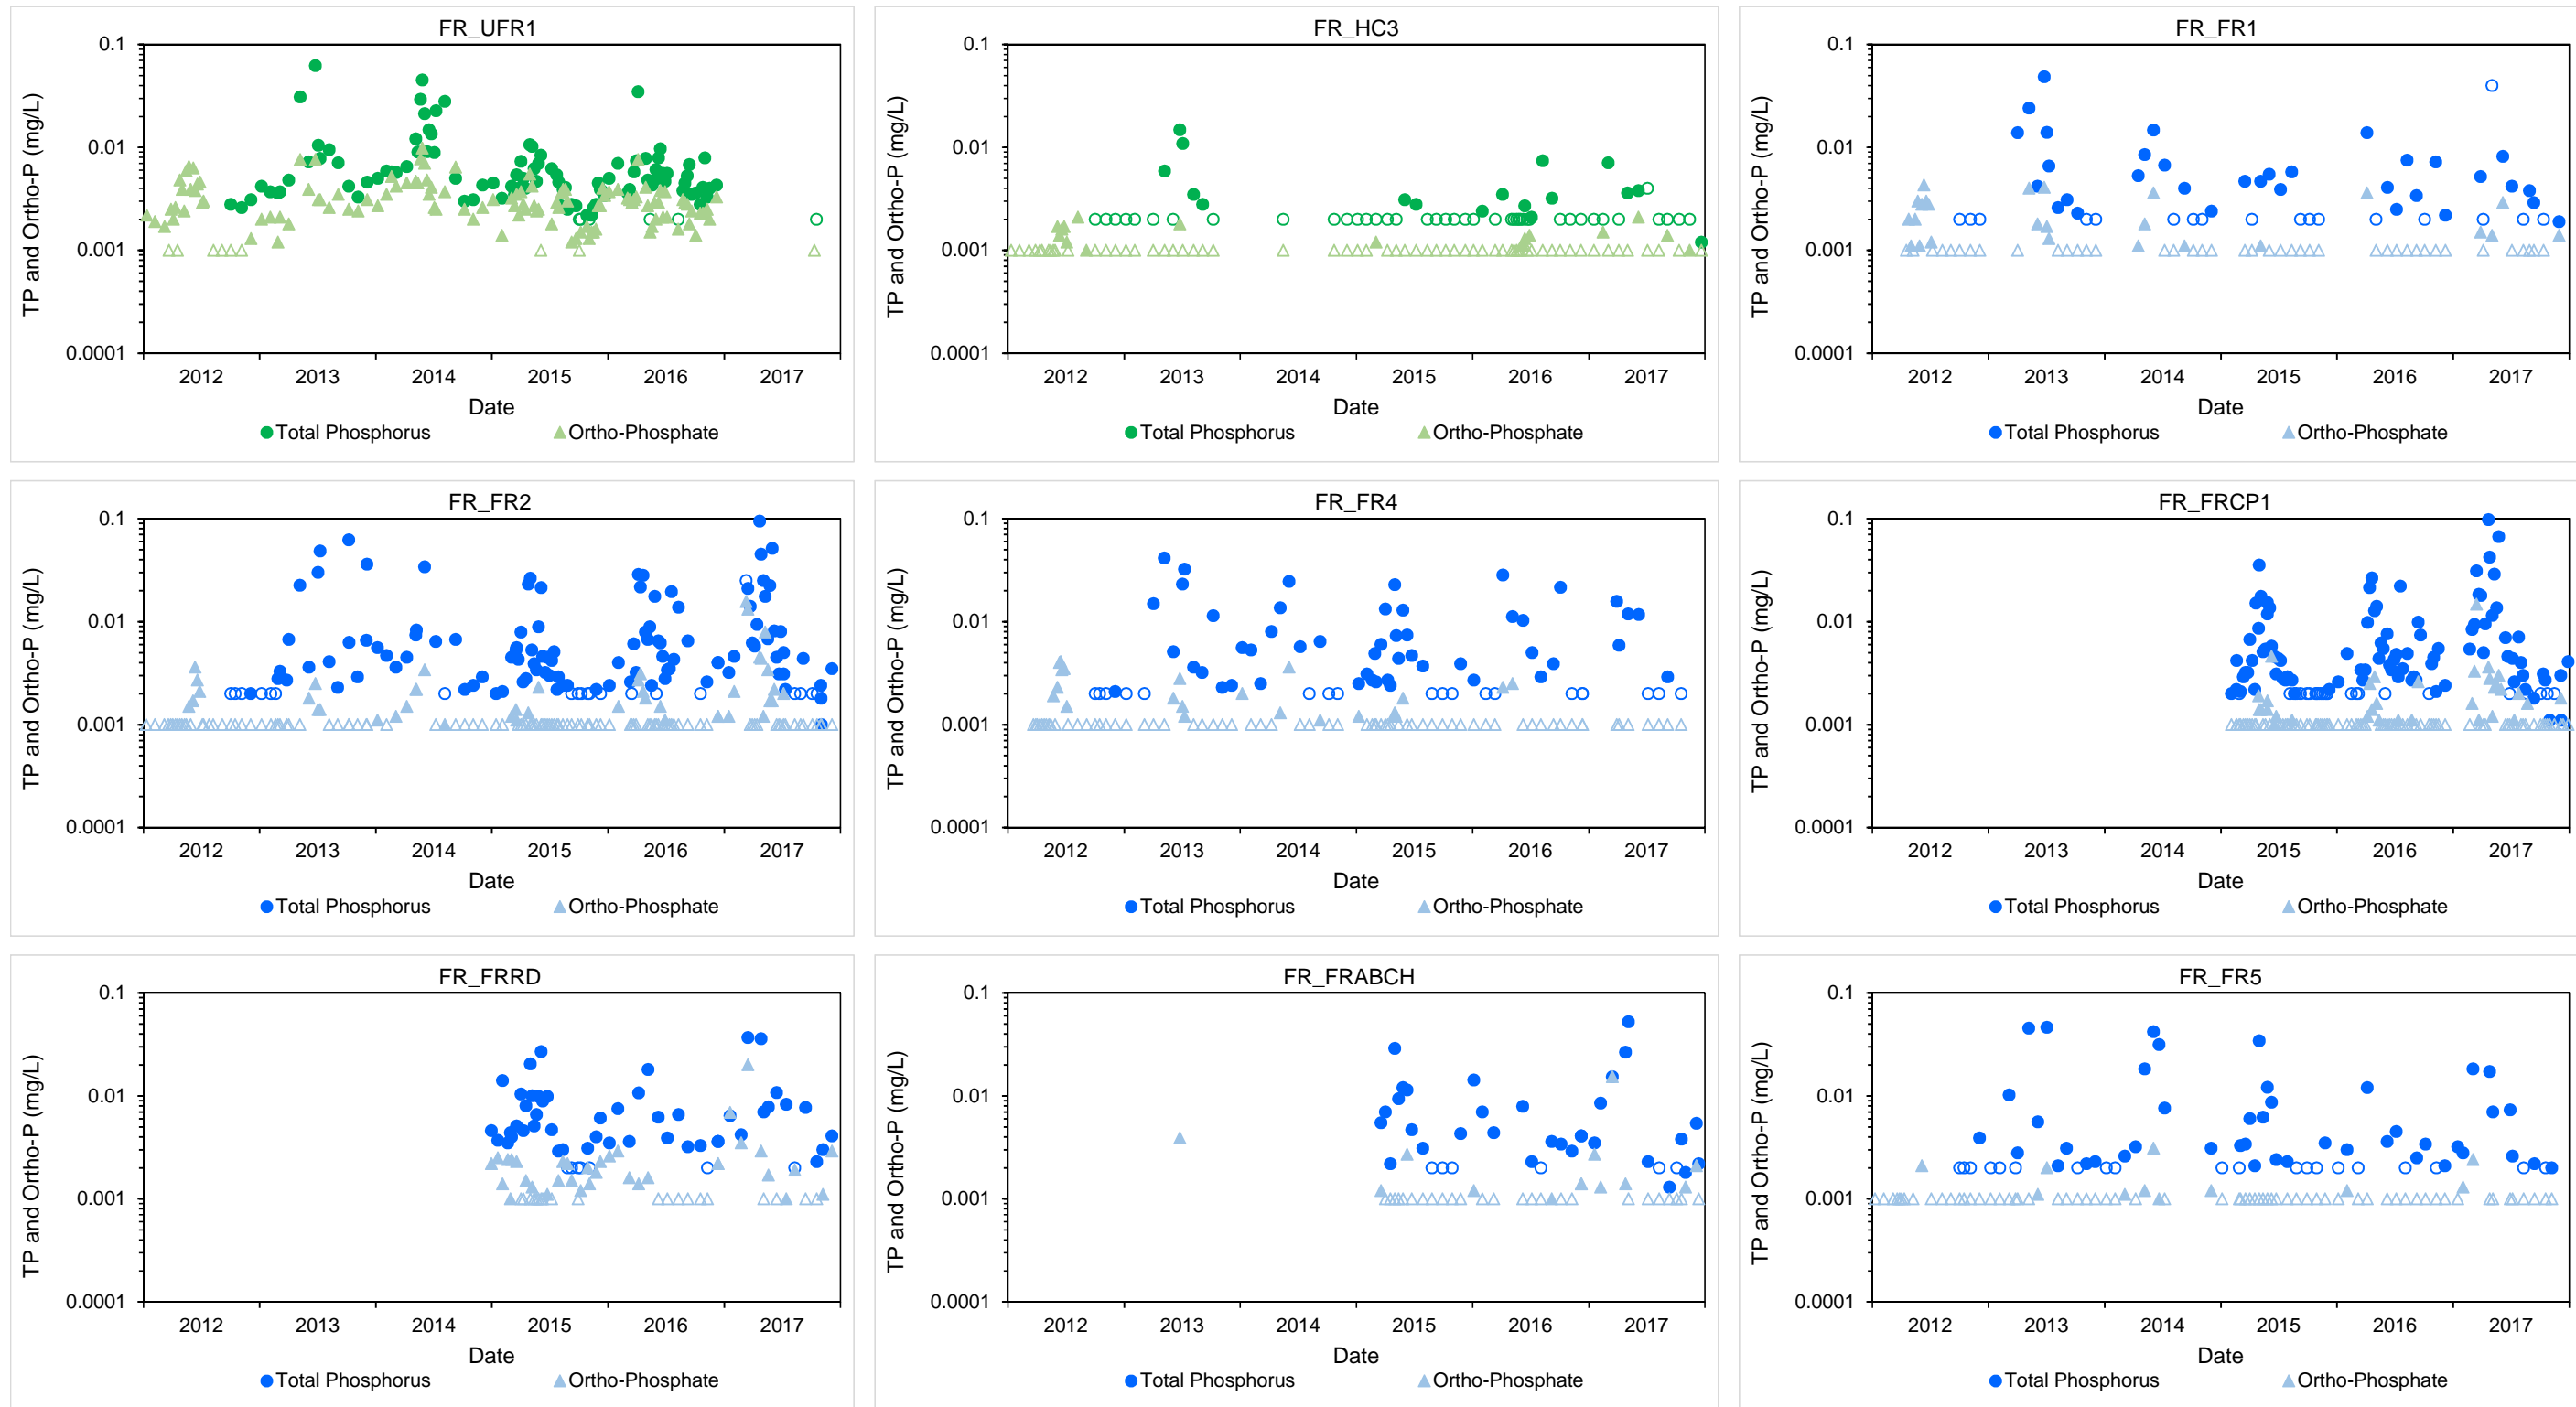 FR_UFR1
TP and Ortho-P (mg/L)
0.1
0.01
0.001
0.0001
2012 2013 2014 2015 2016 2017
Date
Total Phosphorus Ortho-Phosphate
FR_HC3
TP and Ortho-P (mg/L)
0.1
0.01
0.001
0.0001
2012 2013 2014 2015 2016 2017
Date
Total Phosphorus Ortho-Phosphate
FR_FR1
TP and Ortho-P (mg/L)
0.1
0.01
0.001
0.0001
2012 2013 2014 2015 2016 2017
Date
Total Phosphorus Ortho-Phosphate
FR_FR2
TP and Ortho-P (mg/L)
0.1
0.01
0.001
0.0001
2012 2013 2014 2015 2016 2017
Date
Total Phosphorus Ortho-Phosphate
FR_FR4
TP and Ortho-P (mg/L)
0.1
0.01
0.001
0.0001
2012 2013 2014 2015 2016 2017
Date
Total Phosphorus Ortho-Phosphate
FR_FRCP1
TP and Ortho-P (mg/L)
0.1
0.01
0.001
0.0001
2012 2013 2014 2015 2016 2017
Date
Total Phosphorus Ortho-Phosphate
FR_FRRD
TP and Ortho-P (mg/L)
0.1
0.01
0.001
0.0001
2012 2013 2014 2015 2016 2017
Date
Total Phosphorus Ortho-Phosphate
FR_FRABCH
TP and Ortho-P (mg/L)
0.1
0.01
0.001
0.0001
2012 2013 2014 2015 2016 2017
Date
Total Phosphorus Ortho-Phosphate
FR_FR5
TP and Ortho-P (mg/L)
0.1
0.01
0.001
0.0001
2012 2013 2014 2015 2016 2017
Date
Total Phosphorus Ortho-Phosphate